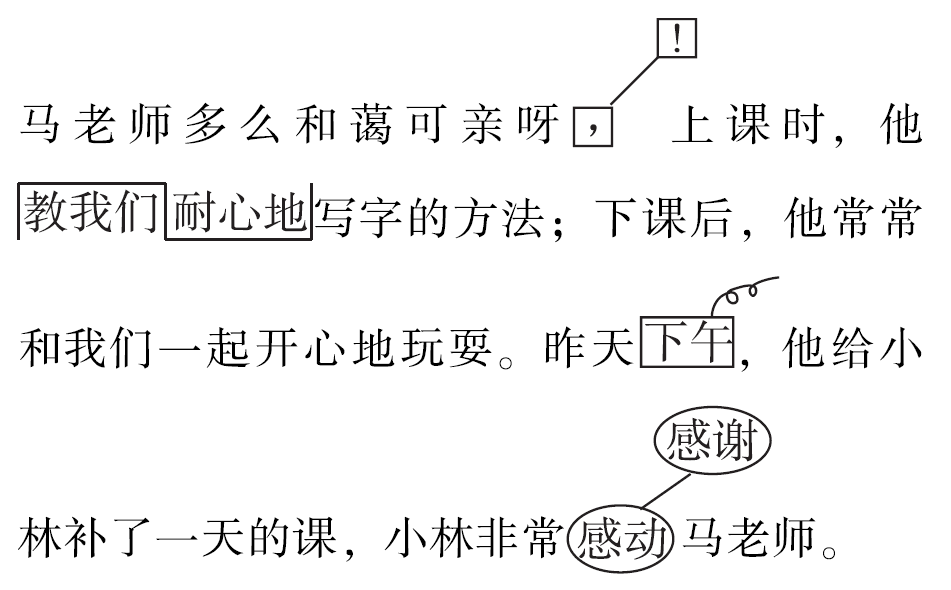 ！
马老师多么和蔼可亲呀， 上课时，他
教我们耐心地写字的方法；下课后，他常常
和我们一起开心地玩耍。昨天下午，他给小
感谢
林补了一天的课，小林非常感动马老师。